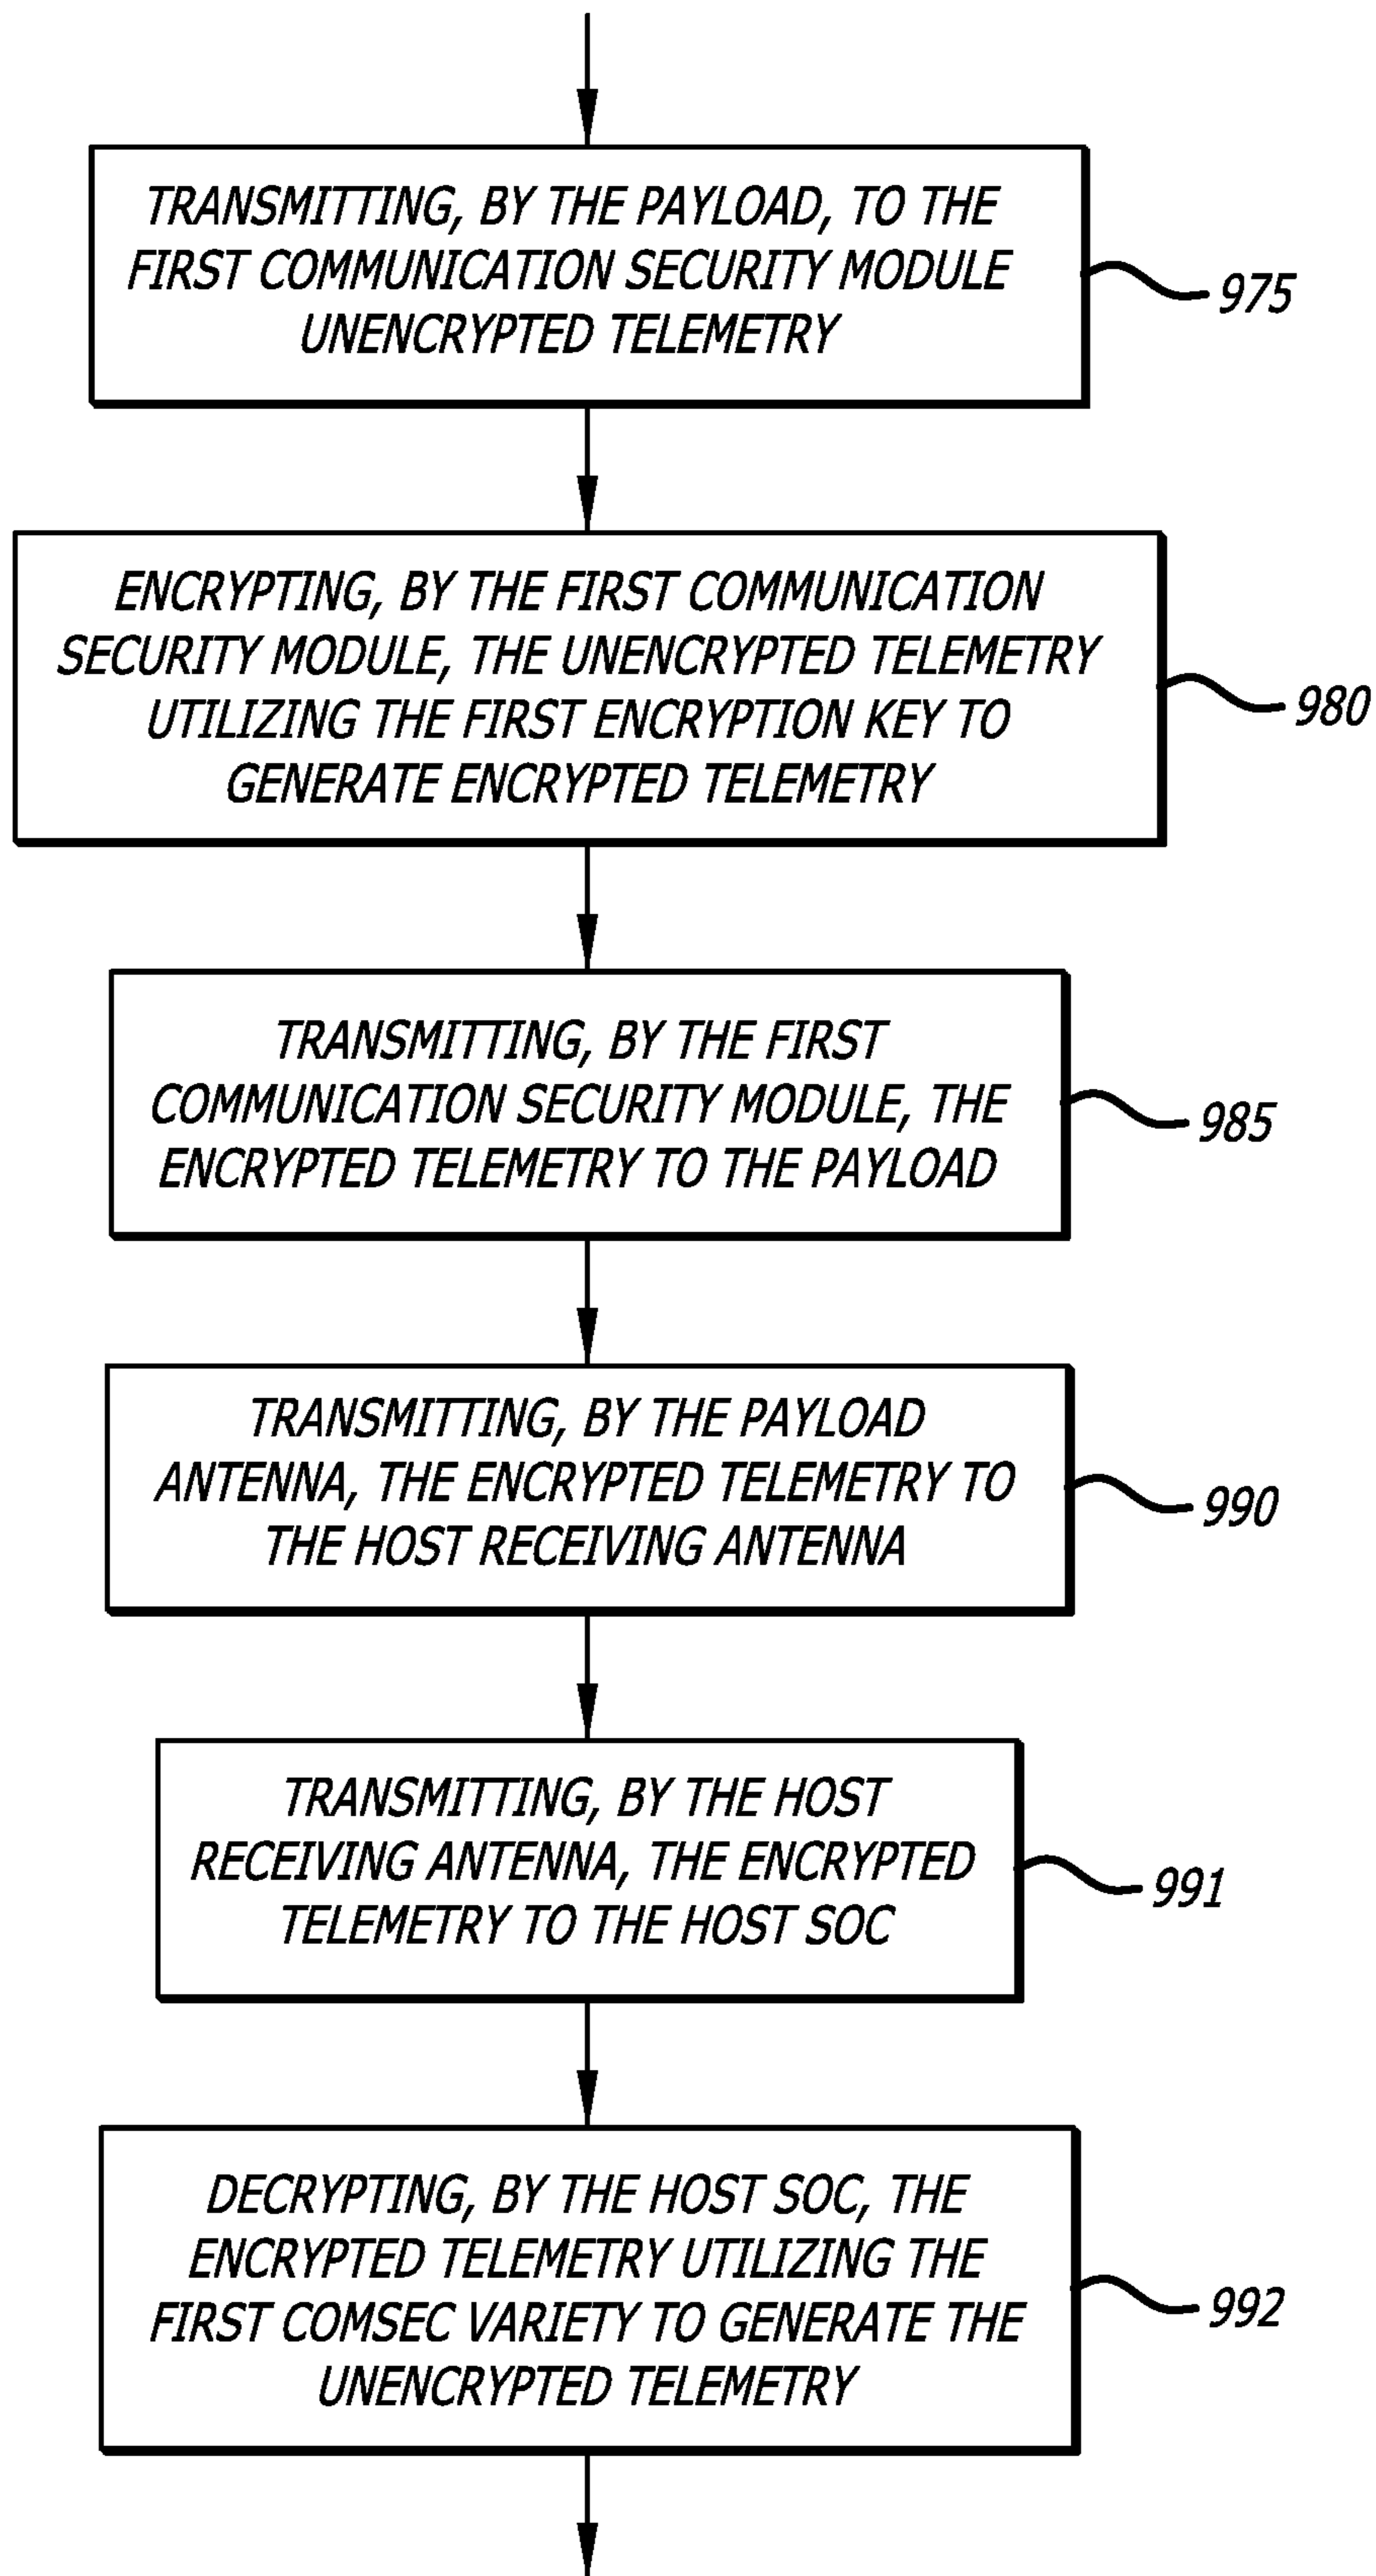 TRANSMITTING, BY THE PAYLOAD, TO THE
FIRST COMMUNICATION SECURITY MODULE
UNENCRYPTED TELEMETRY
975
ENCRYPTING, BY THE FIRST COMMUNICATION
SECURITY MODULE, THE UNENCRYPTED TELEMETRY
UTILIZING THE FIRST ENCRYPTION KEY TO
GENERATE ENCRYPTED TELEMETRY
980
TRANSMITTING, BY THE FIRST
COMMUNICATION SECURITY MODULE, THE
ENCRYPTED TELEMETRY TO THE PAYLOAD
985
TRANSMITTING, BY THE PAYLOAD
ANTENNA, THE ENCRYPTED TELEMETRY TO
THE HOST RECEIVING ANTENNA
990
TRANSMITTING, BY THE HOST
RECEIVING ANTENNA, THE ENCRYPTED
TELEMETRY TO THE HOST SOC
991
DECRYPTING, BY THE HOST SOC, THE
ENCRYPTED TELEMETRY UTILIZING THE
FIRST COMSEC VARIETY TO GENERATE THE
UNENCRYPTED TELEMETRY
992